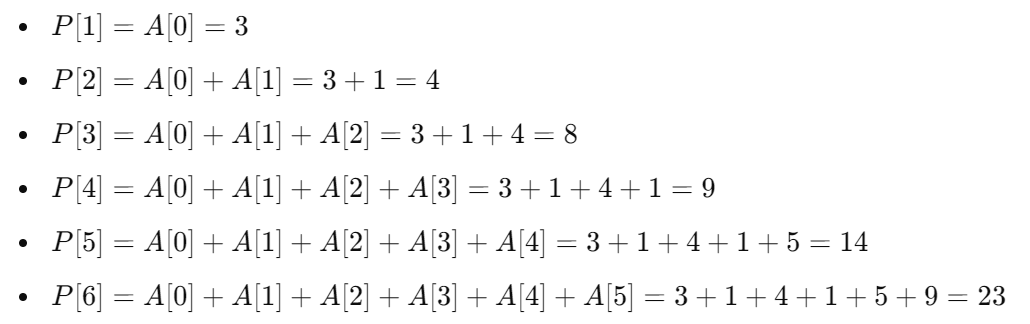 • P[1] = A[0] = 3
• P[2] = A[0] + A[1] = 3 + 1 = 4
• P[3] = A[0] + A[1] + A[2] = 3 + 1 + 4 = 8
• P[4] = A[0] + A[1] + A[2] + A[3] = 3 + 1 + 4 + 1 = 9
• P[5] = A[0] + A[1] + A[2] + A[3] + A[4] = 3 + 1 + 4 + 1 + 5 = 14
• P[6] = A[0] + A[1] + A[2] + A[3] + A[4] + A[5] = 3 + 1 + 4 + 1 + 5 + 9 = 23